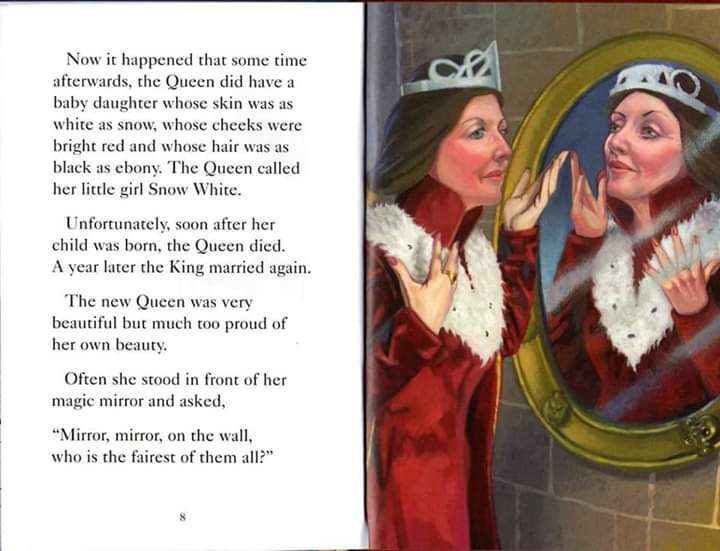 Now it happened that some time
afterwards, the Queen did have a
baby daughter whose skin was as
white as snow, whose cheeks were
bright red and whose hair was as
black as ebony. The Queen called
her little girl Snow White.
Unfortunately, soon after her
child was born, the Queen died.
A year later the King married again.
The new Queen was very
beautiful but much too proud of
her own beauty.
Often she stood in front of her
magic mirror and asked,
“Mirror, mirror, on the wall,
who is the fairest of them all?”
8